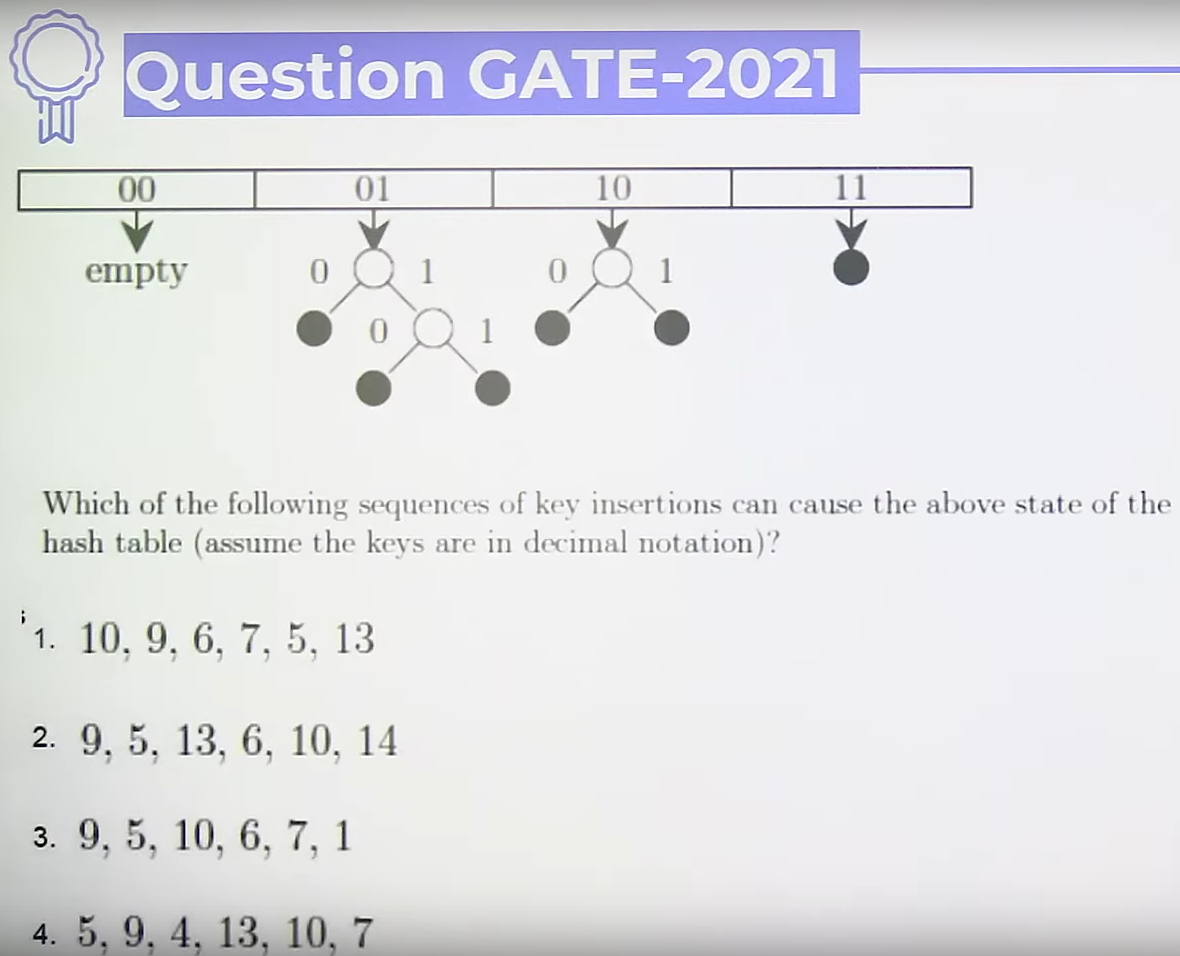 Question GATE-2021
00 01 10 11
empty 0 1 0 1
0 1
Which of the following sequences of key insertions can cause the above state of the
hash table (assume the keys are in decimal notation)?
1. 10, 9, 6, 7, 5, 13
2. 9, 5, 13, 6, 10, 14
3. 9, 5, 10, 6, 7, 1
4. 5, 9, 4, 13, 10, 7